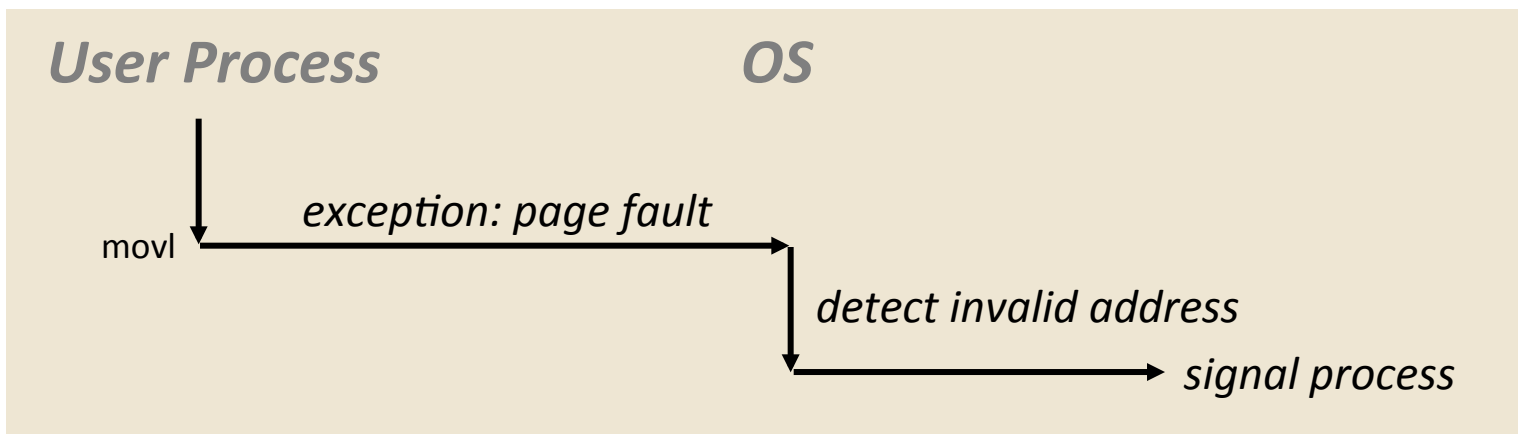 User Process OS
exception: page fault
movl
detect invalid address
signal process